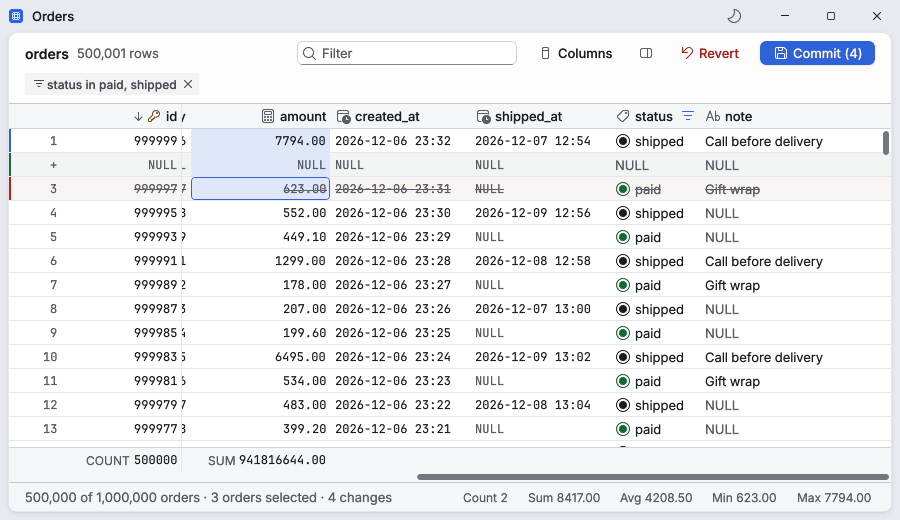 Orders
orders 500,001 rows Filter Columns Revert Commit (4)
status in paid, shipped
id y amount created_at shipped_at status Ab note
1 999999 6 7794.00 2026-12-06 23:32 2026-12-07 12:54 shipped Call before delivery
+ NULL NULL NULL NULL NULL NULL
3 999997 7 623.00 2026-12-06 23:31 NULL paid Gift wrap
4 999995 8 552.00 2026-12-06 23:30 2026-12-09 12:56 shipped NULL
5 999993 9 449.10 2026-12-06 23:29 NULL paid NULL
6 999991 1299.00 2026-12-06 23:28 2026-12-08 12:58 shipped Call before delivery
7 999989 2 178.00 2026-12-06 23:27 NULL paid Gift wrap
8 999987 3 207.00 2026-12-06 23:26 2026-12-07 13:00 shipped NULL
9 999985 4 199.60 2026-12-06 23:25 NULL paid NULL
10 999983 5 6495.00 2026-12-06 23:24 2026-12-09 13:02 shipped Call before delivery
11 999981 6 534.00 2026-12-06 23:23 NULL paid Gift wrap
12 999979 7 483.00 2026-12-06 23:22 2026-12-08 13:04 shipped NULL
13 999977 8 399.20 2026-12-06 23:21 NULL paid NULL
COUNT 500000 SUM 941816644.00
500,000 of 1,000,000 orders · 3 orders selected · 4 changes Count 2 Sum 8417.00 Avg 4208.50 Min 623.00 Max 7794.00